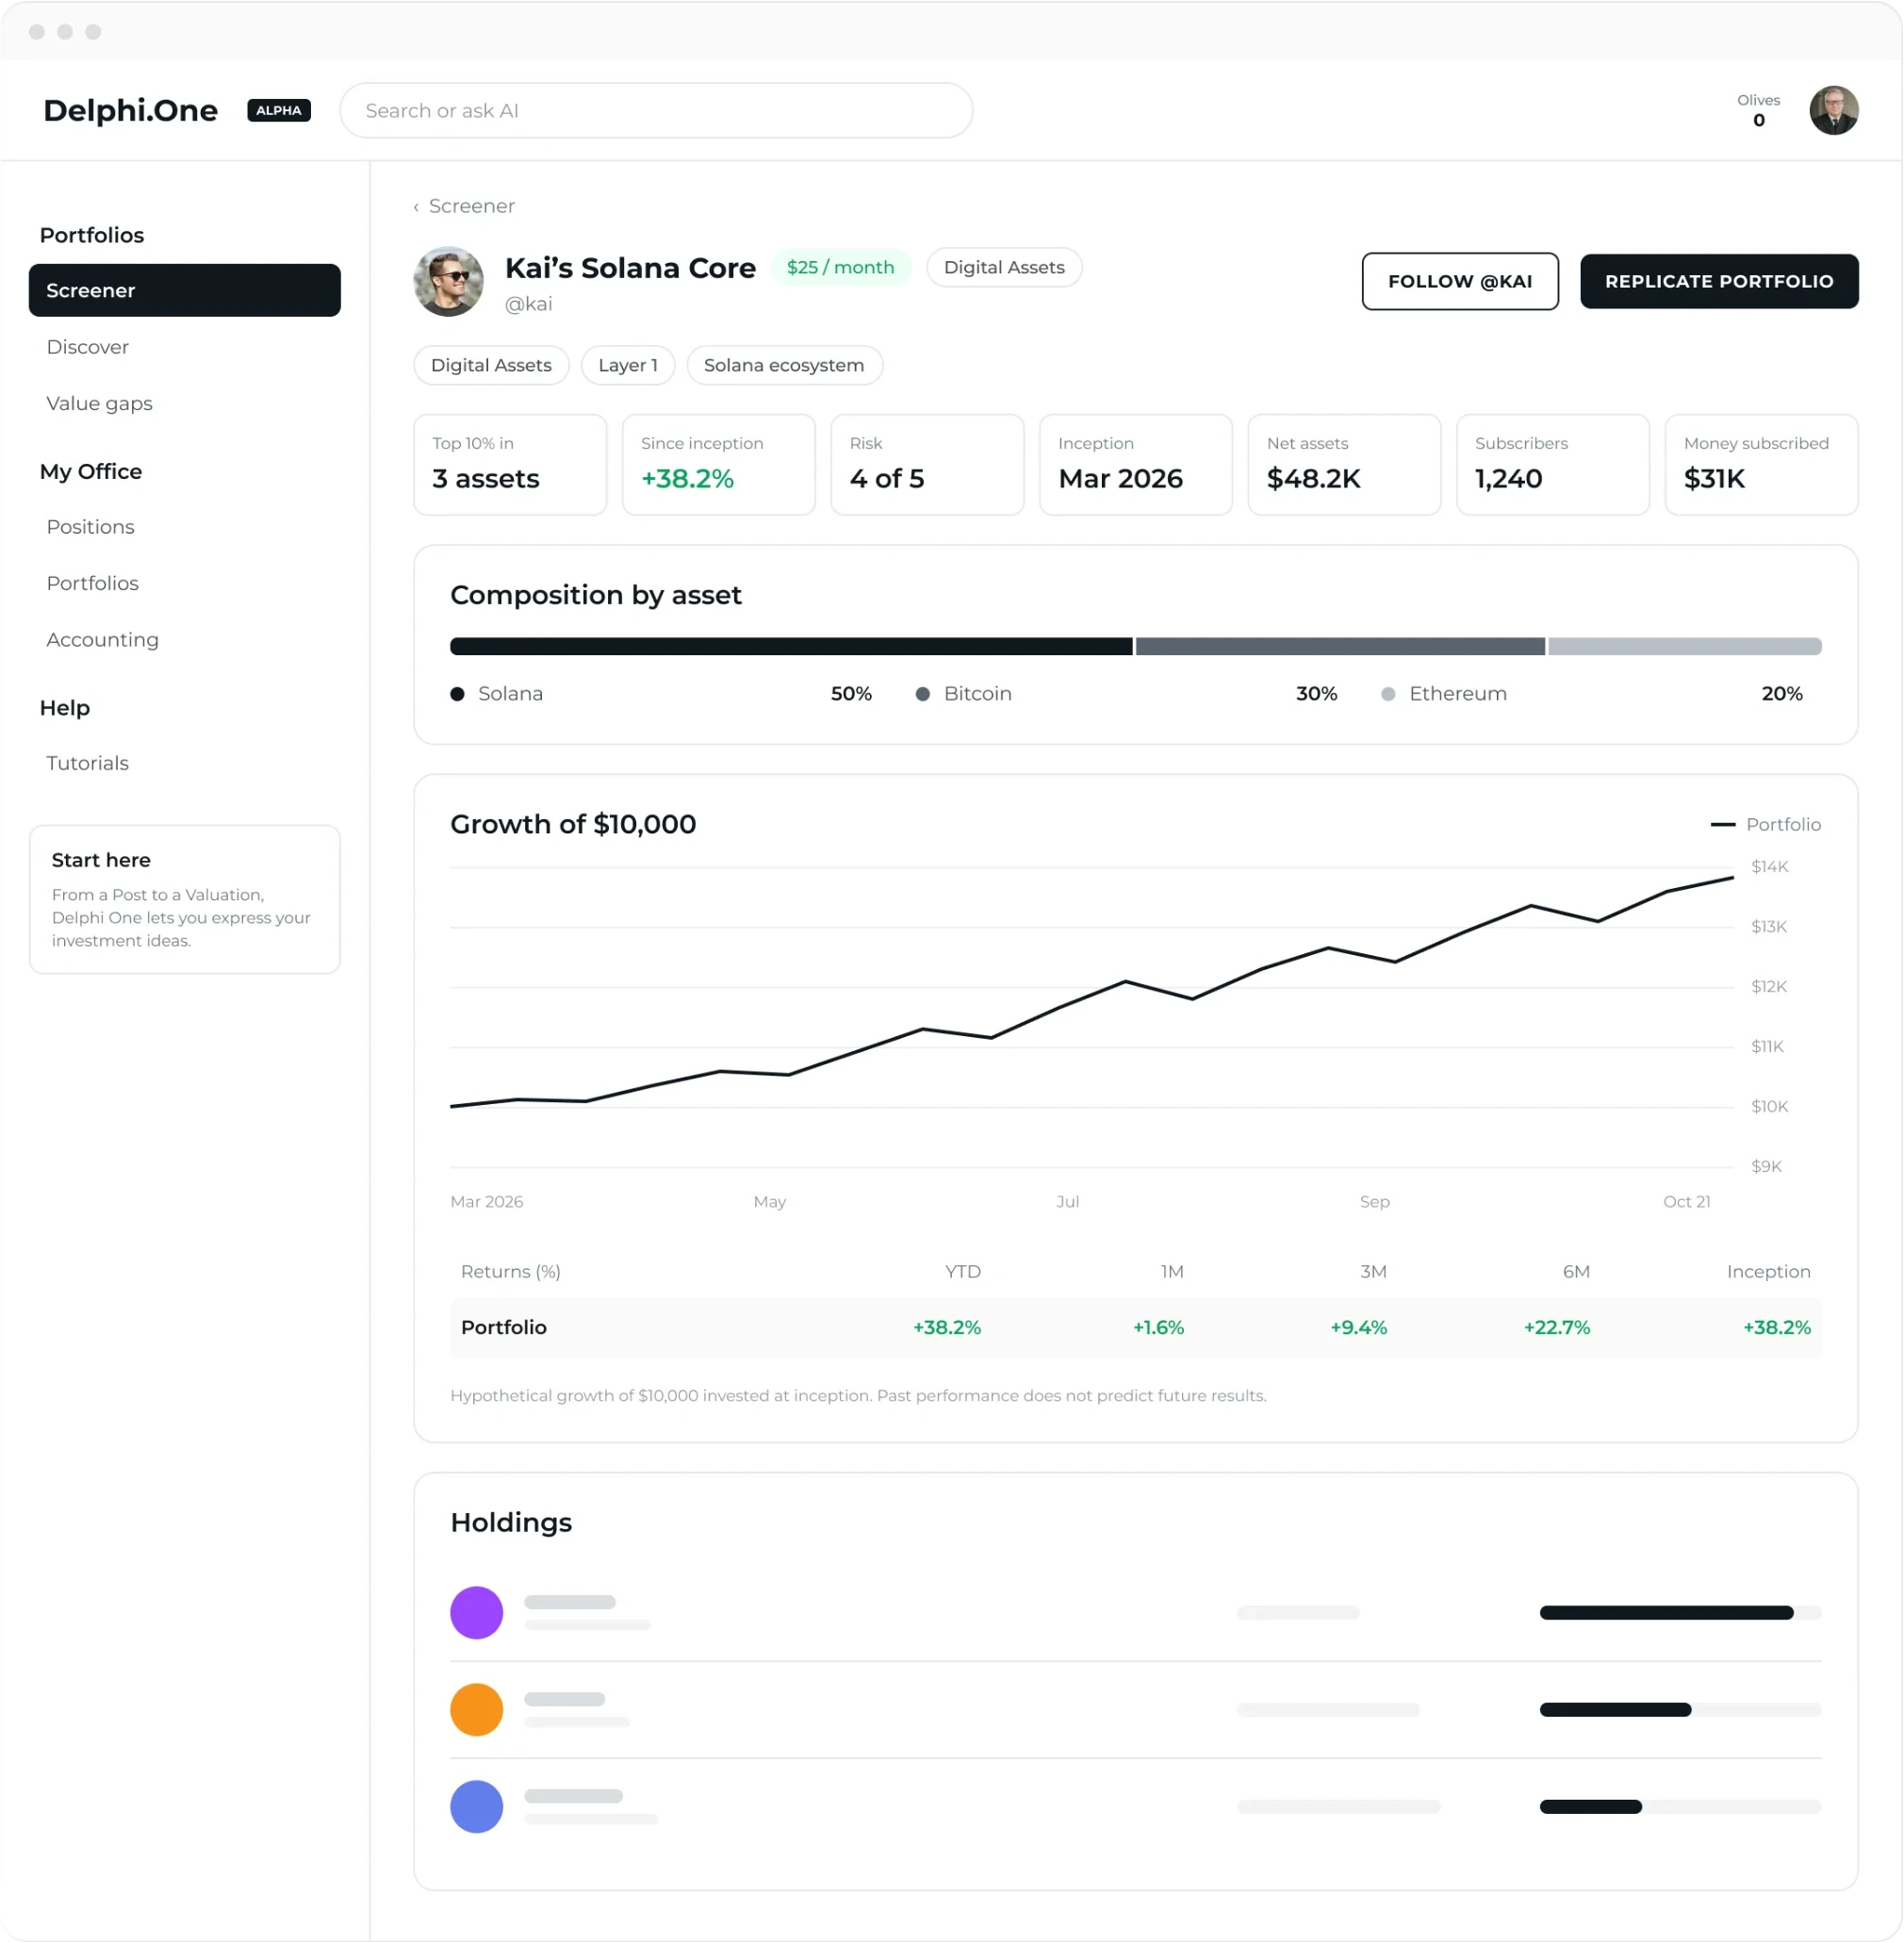 Delphi.One
ALPHA
Search or ask AI
Olives
0
Portfolios
Screener
Discover
Value gaps
My Office
Positions
Portfolios
Accounting
Help
Tutorials
Start here
From a Post to a Valuation,
Delphi One lets you express your
investment ideas.
‹ Screener
Kai’s Solana Core
$25 / month
Digital Assets
@kai
FOLLOW @KAI
REPLICATE PORTFOLIO
Digital Assets
Layer 1
Solana ecosystem
Top 10% in
3 assets
Since inception
+38.2%
Risk
4 of 5
Inception
Mar 2026
Net assets
$48.2K
Subscribers
1,240
Money subscribed
$31K
Composition by asset
Solana 50%
Bitcoin 30%
Ethereum 20%
Growth of $10,000
Portfolio
$14K
$13K
$12K
$11K
$10K
$9K
Mar 2026 May Jul Sep Oct 21
Returns (%) YTD 1M 3M 6M Inception
Portfolio +38.2% +1.6% +9.4% +22.7% +38.2%
Hypothetical growth of $10,000 invested at inception. Past performance does not predict future results.
Holdings